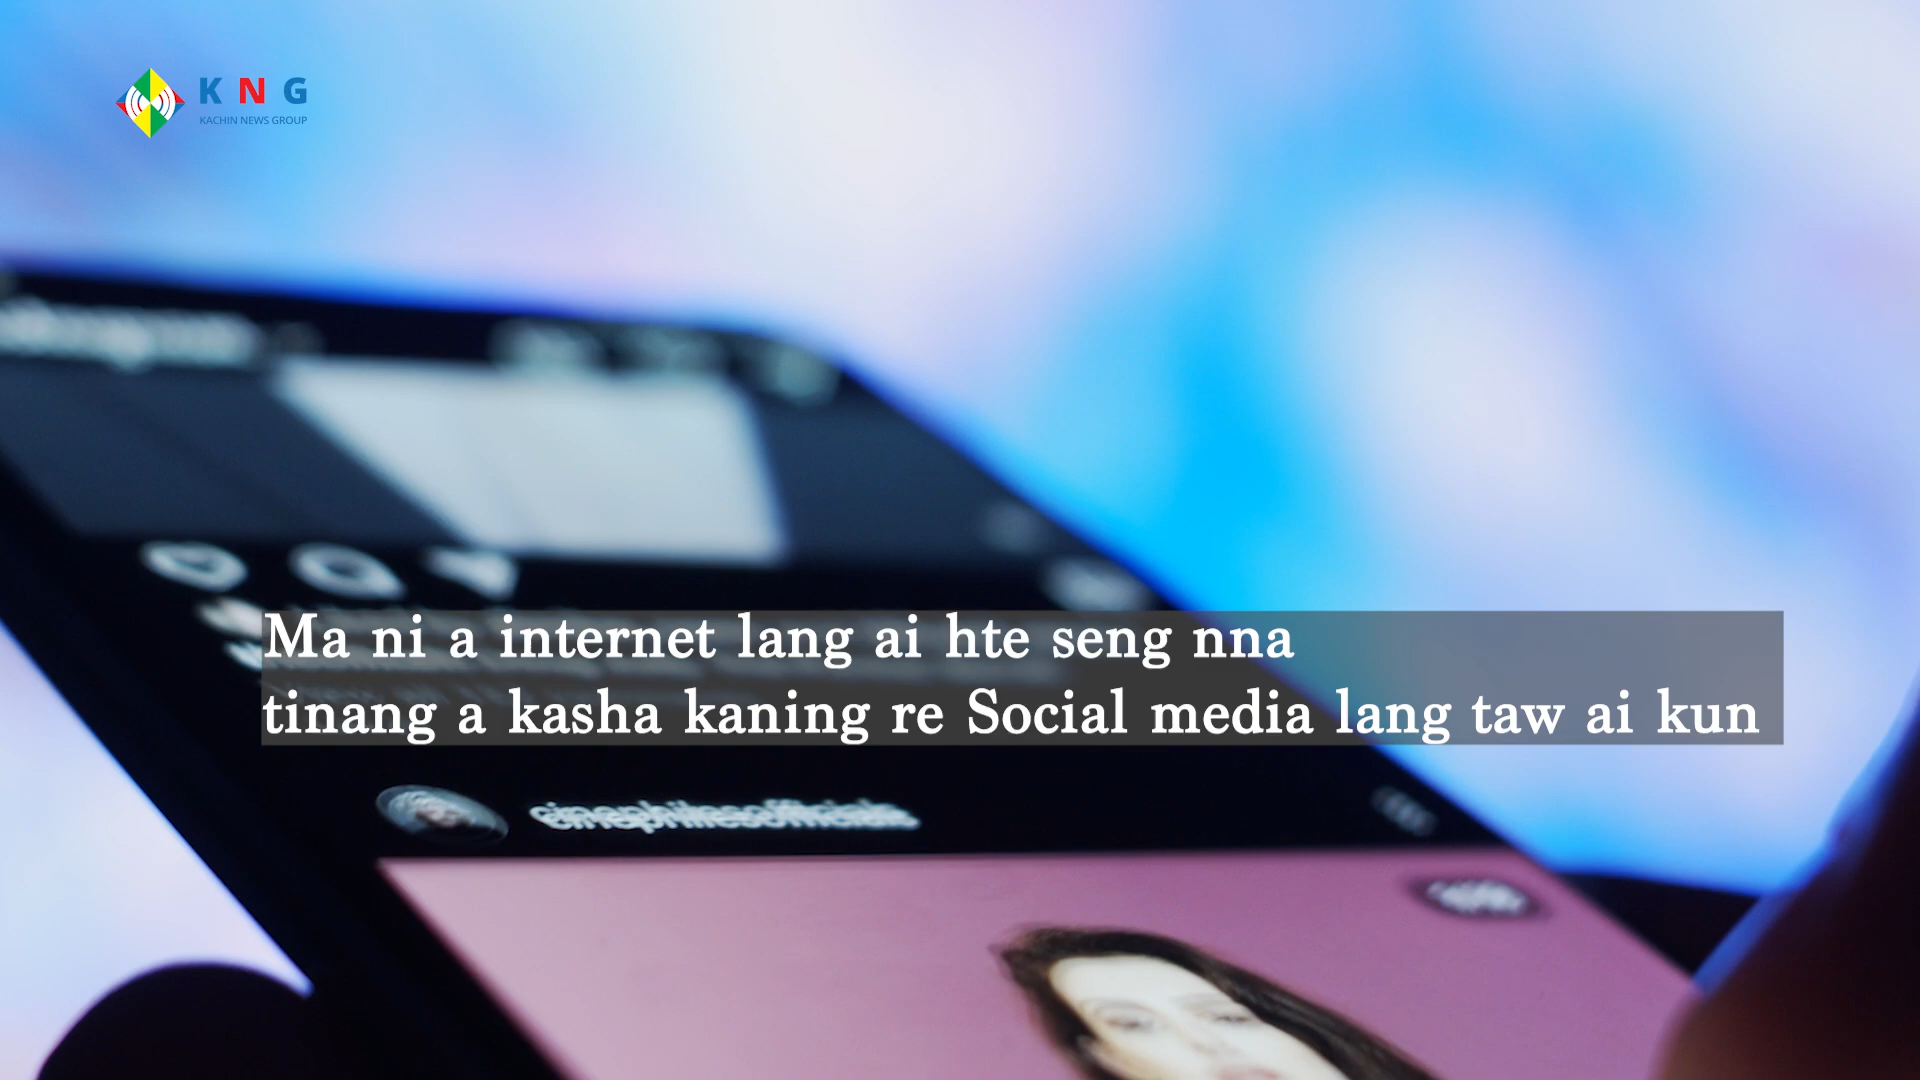 K N G
KACHIN NEWS GROUP
Ma ni a internet lang ai hte seng nna
tinang a kasha kaning re Social media lang taw ai kun